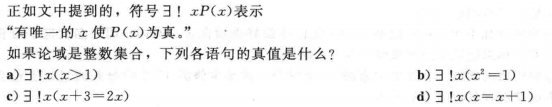 正如文中提到的，符号∃！xP(x)表示
“有唯一的 x 使 P(x)为真。”
如果论域是整数集合，下列各语句的真值是什么？
a) ∃！x(x>1) b) ∃！x(x²=1)
c) ∃！x(x+3=2x) d) ∃！x(x=x+1)